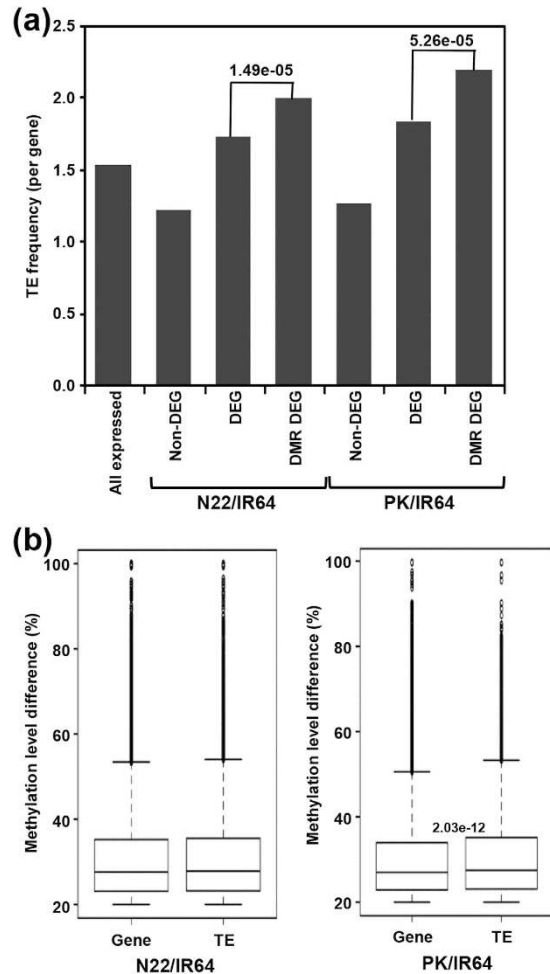 (a)
5.26e-05
1.49e-05
TE frequency (per gene)
2.5
2.0
1.5
1.0
0.5
0.0
All expressed
Non-DEG
DEG
DMR DEG
Non-DEG
DEG
DMR DEG
N22/IR64
PK/IR64
(b)
Methylation level difference (%)
100
80
60
40
20
Gene
TE
N22/IR64
Methylation level difference (%)
100
80
60
40
20
2.03e-12
Gene
TE
PK/IR64